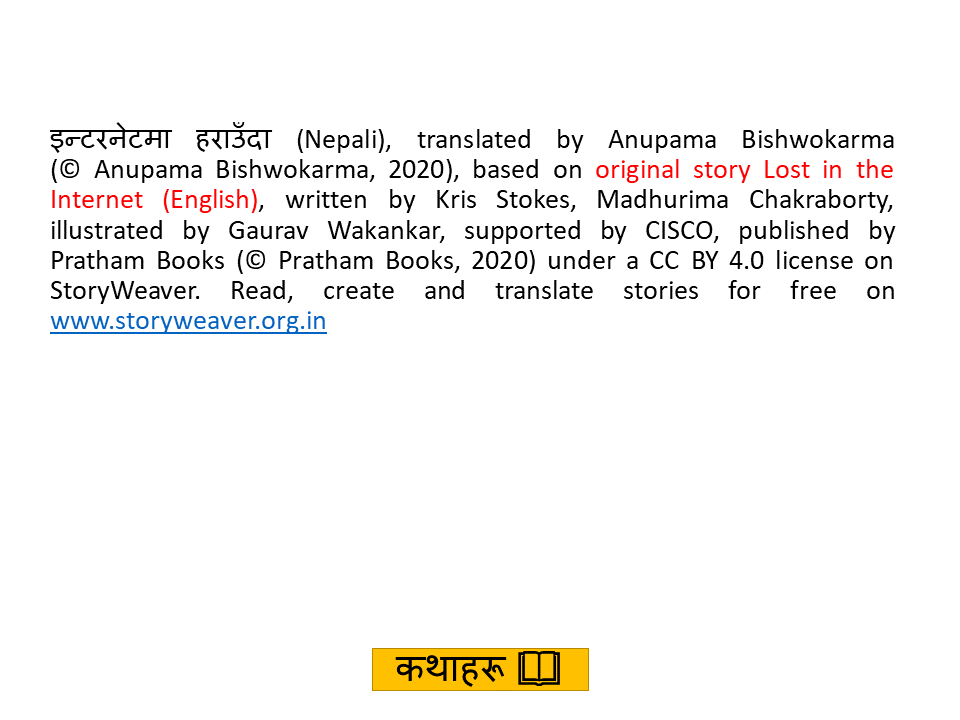 इन्टरनेटमा हराउँदा (Nepali), translated by Anupama Bishwokarma
(© Anupama Bishwokarma, 2020), based on original story Lost in the
Internet (English), written by Kris Stokes, Madhurima Chakraborty,
illustrated by Gaurav Wakankar, supported by CISCO, published by
Pratham Books (© Pratham Books, 2020) under a CC BY 4.0 license on
StoryWeaver. Read, create and translate stories for free on
www.storyweaver.org.in
कथाहरू